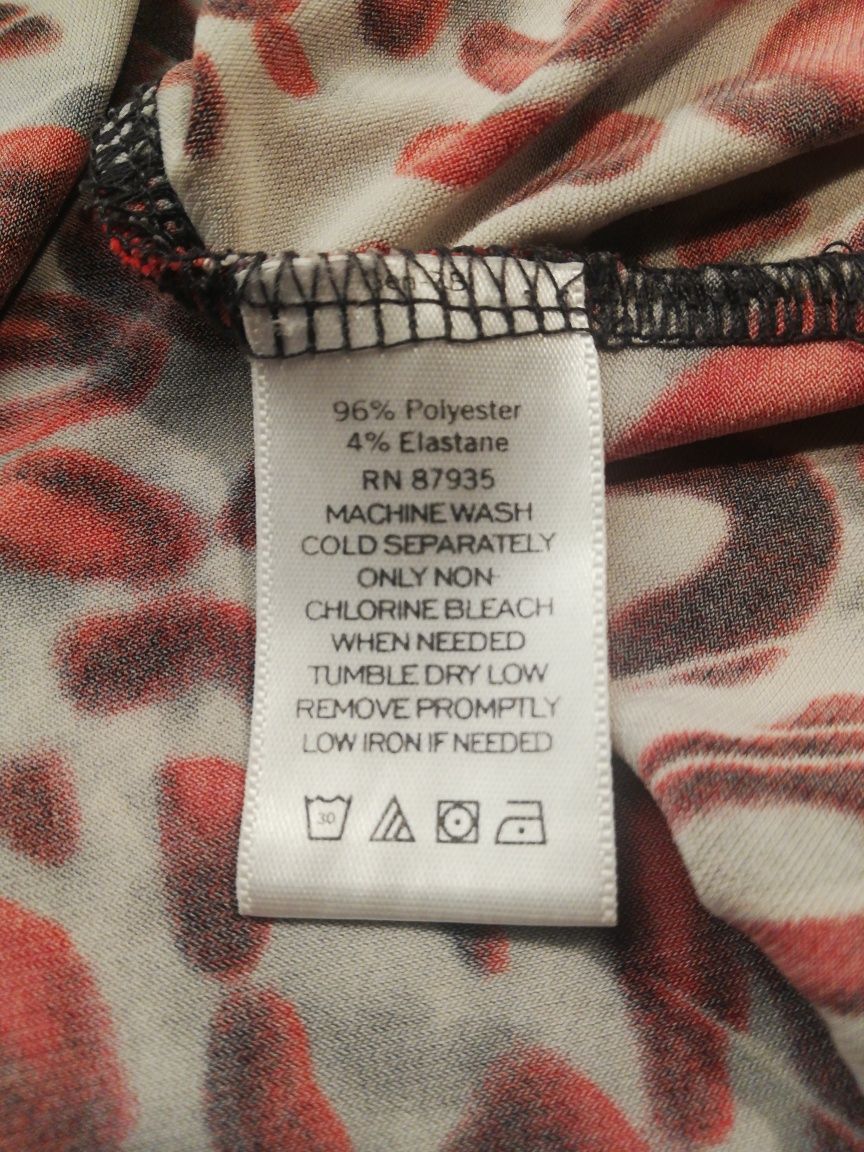 96% Polyester
4% Elastane
RN 87935
MACHINE WASH
COLD SEPARATELY
ONLY NON-
CHLORINE BLEACH
WHEN NEEDED
TUMBLE DRY LOW
REMOVE PROMPTLY
LOW IRON IF NEEDED
30